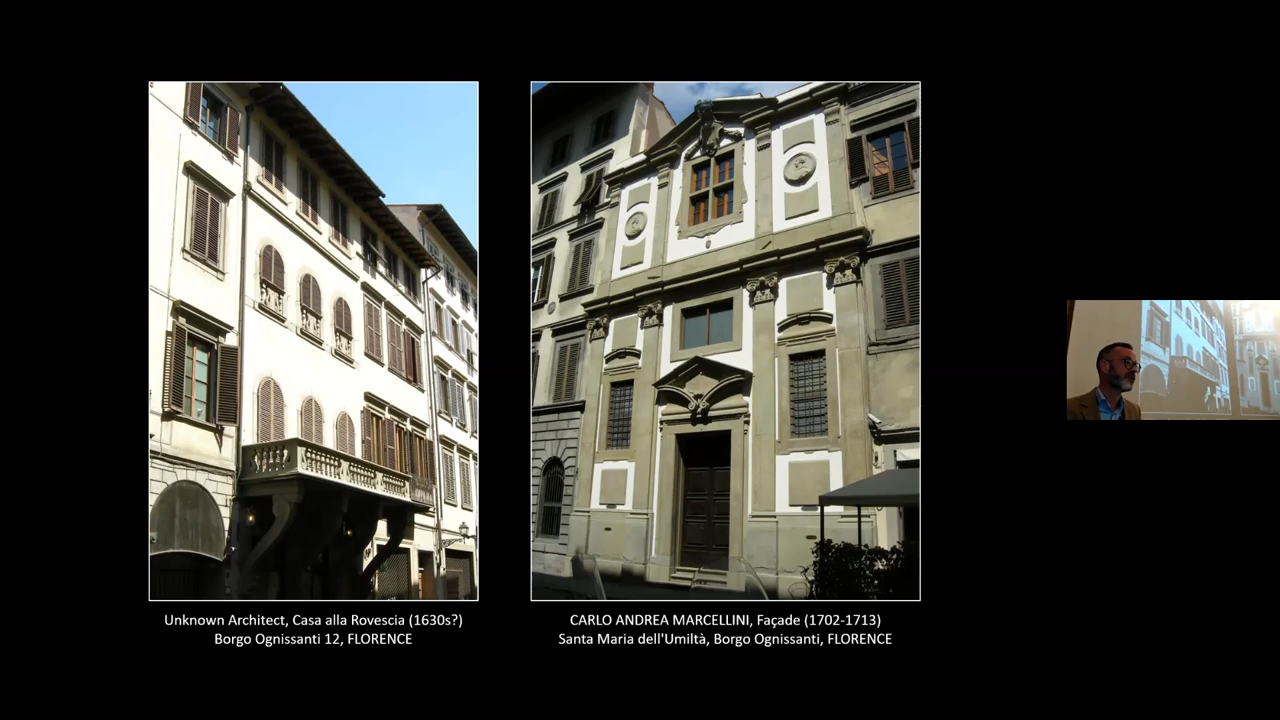 Unknown Architect, Casa alla Rovescia (1630s?)
Borgo Ognissanti 12, FLORENCE
CARLO ANDREA MARCELLINI, Façade (1702-1713)
Santa Maria dell'Umiltà, Borgo Ognissanti, FLORENCE